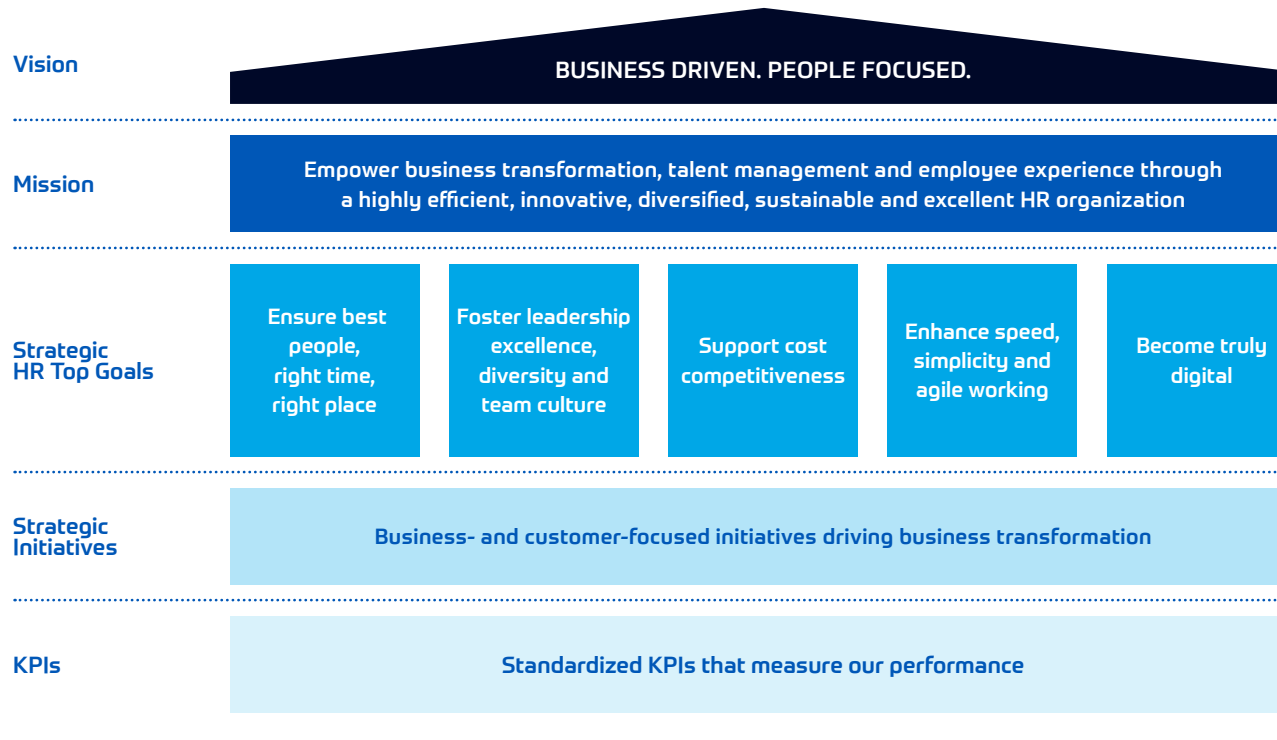 Vision
BUSINESS DRIVEN. PEOPLE FOCUSED.
Mission
Empower business transformation, talent management and employee experience through
a highly efficient, innovative, diversified, sustainable and excellent HR organization
Strategic
HR Top Goals
Ensure best
people,
right time,
right place
Foster leadership
excellence,
diversity and
team culture
Support cost
competitiveness
Enhance speed,
simplicity and
agile working
Become truly
digital
Strategic
Initiatives
Business- and customer-focused initiatives driving business transformation
KPIs
Standardized KPIs that measure our performance